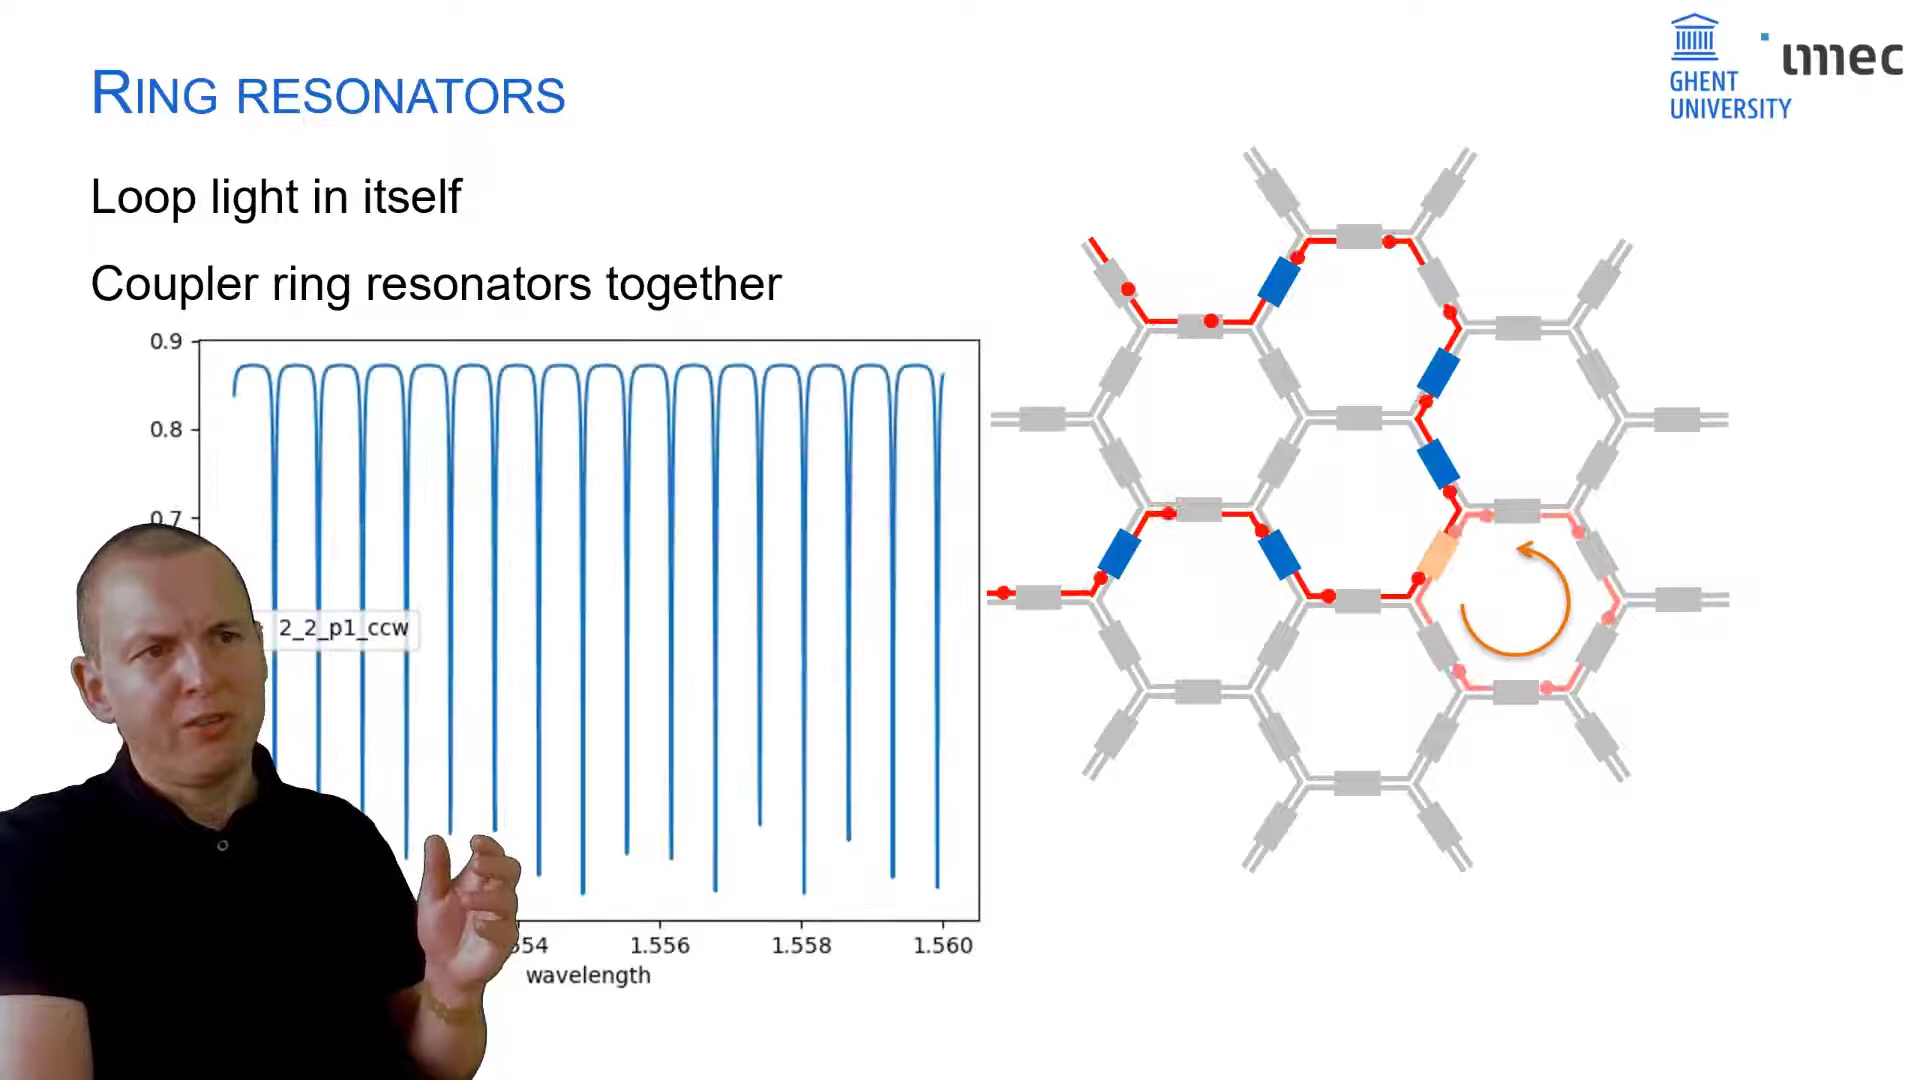 RING RESONATORS
GHENT
UNIVERSITY
imec
Loop light in itself
Coupler ring resonators together
0.9
0.8
0.7
2_2_p1_ccw
554
1.556
1.558
1.560
wavelength